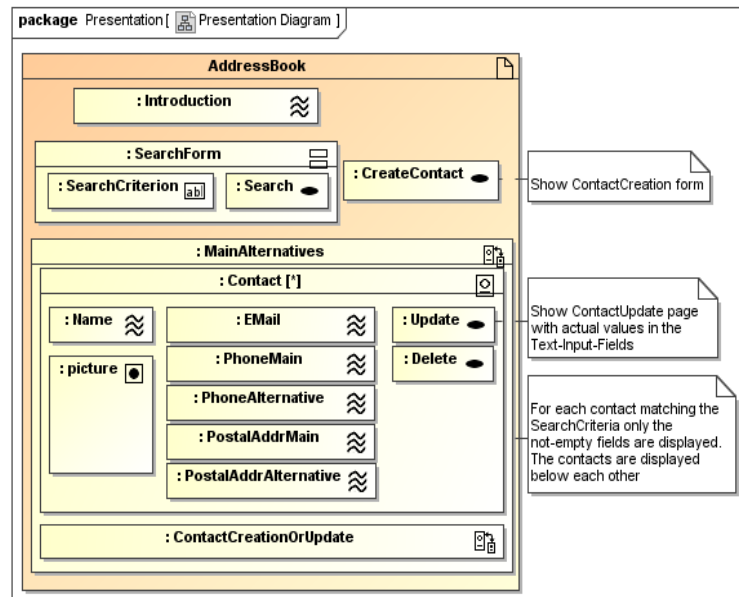 package Presentation [ Presentation Diagram ]
AddressBook
: Introduction
: SearchForm
: SearchCriterion ab
: Search
: CreateContact
Show ContactCreation form
: MainAlternatives
: Contact [*]
: Name
: EMail
: Update
Show ContactUpdate page
with actual values in the
Text-Input-Fields
: picture
: PhoneMain
: Delete
: PhoneAlternative
: PostalAddrMain
: PostalAddrAlternative
For each contact matching the
SearchCriteria only the
not-empty fields are displayed.
The contacts are displayed
below each other
: ContactCreationOrUpdate